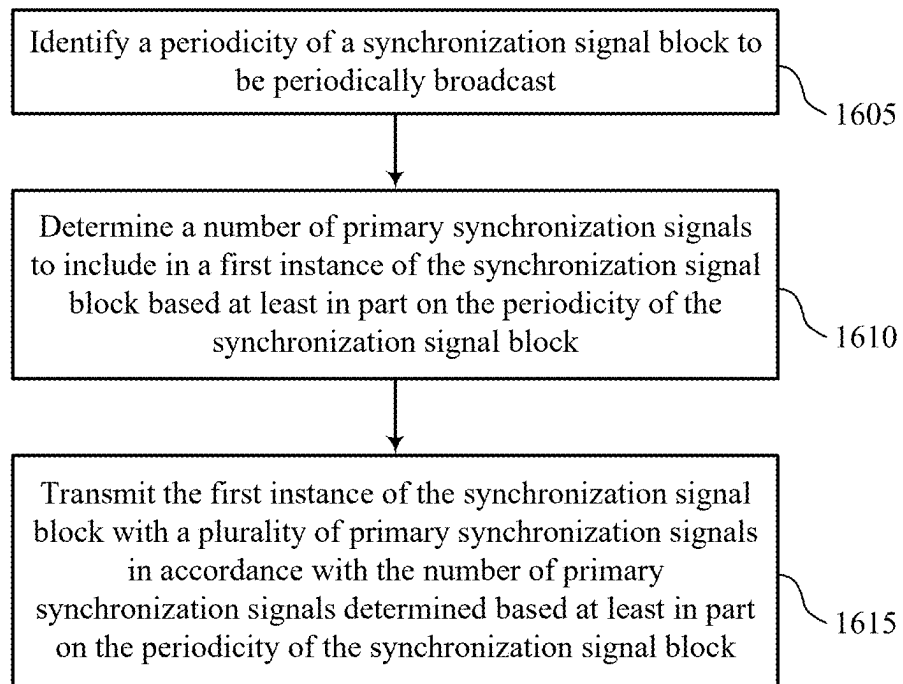 Identify a periodicity of a synchronization signal block to
be periodically broadcast
1605
Determine a number of primary synchronization signals
to include in a first instance of the synchronization signal
block based at least in part on the periodicity of the
synchronization signal block
1610
Transmit the first instance of the synchronization signal
block with a plurality of primary synchronization signals
in accordance with the number of primary
synchronization signals determined based at least in part
on the periodicity of the synchronization signal block
1615